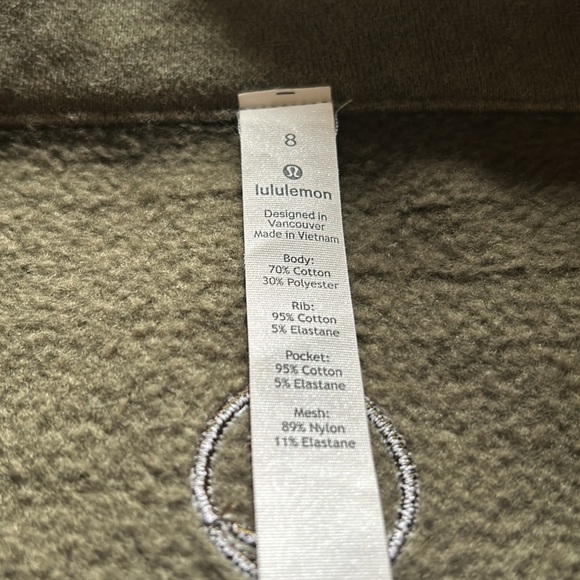 8
lululemon
Designed in
Vancouver
Made in Vietnam
Body:
70% Cotton
30% Polyester
Rib:
95% Cotton
5% Elastane
Pocket:
95% Cotton
5% Elastane
Mesh:
89% Nylon
11% Elastane